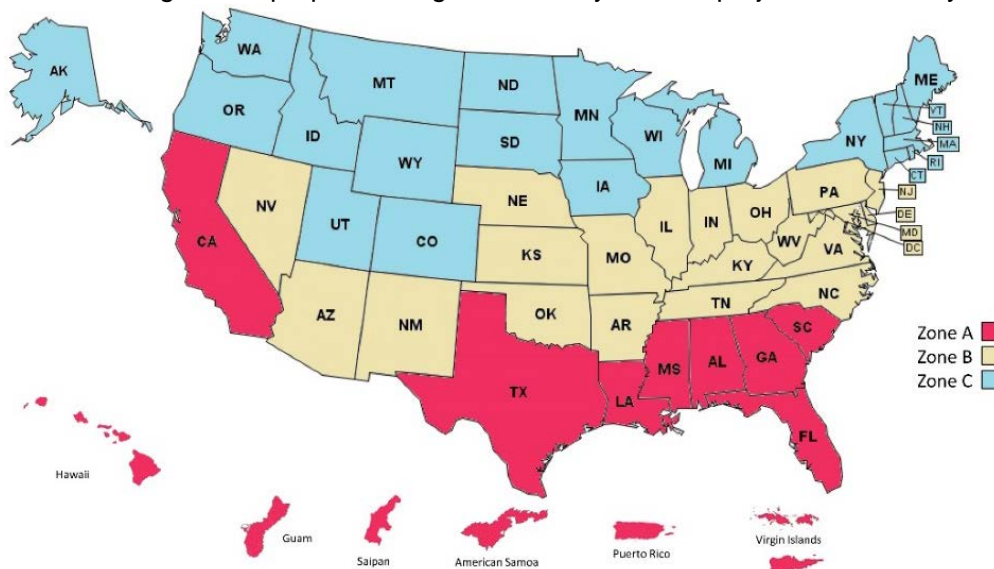 WA
AK
MT
ND
ME
OR
MN
VT
ID
NH
WI
NY
MA
SD
WY
MI
RI
CT
IA
PA
NJ
NE
OH
NV
IL
IN
DE
UT
MD
CO
WV
DC
CA
VA
KS
MO
KY
NC
TN
AZ
OK
NM
AR
SC
Zone A
MS
AL
GA
Zone B
Zone C
TX
LA
FL
Hawaii
Guam
Saipan
American Samoa
Puerto Rico
Virgin Islands